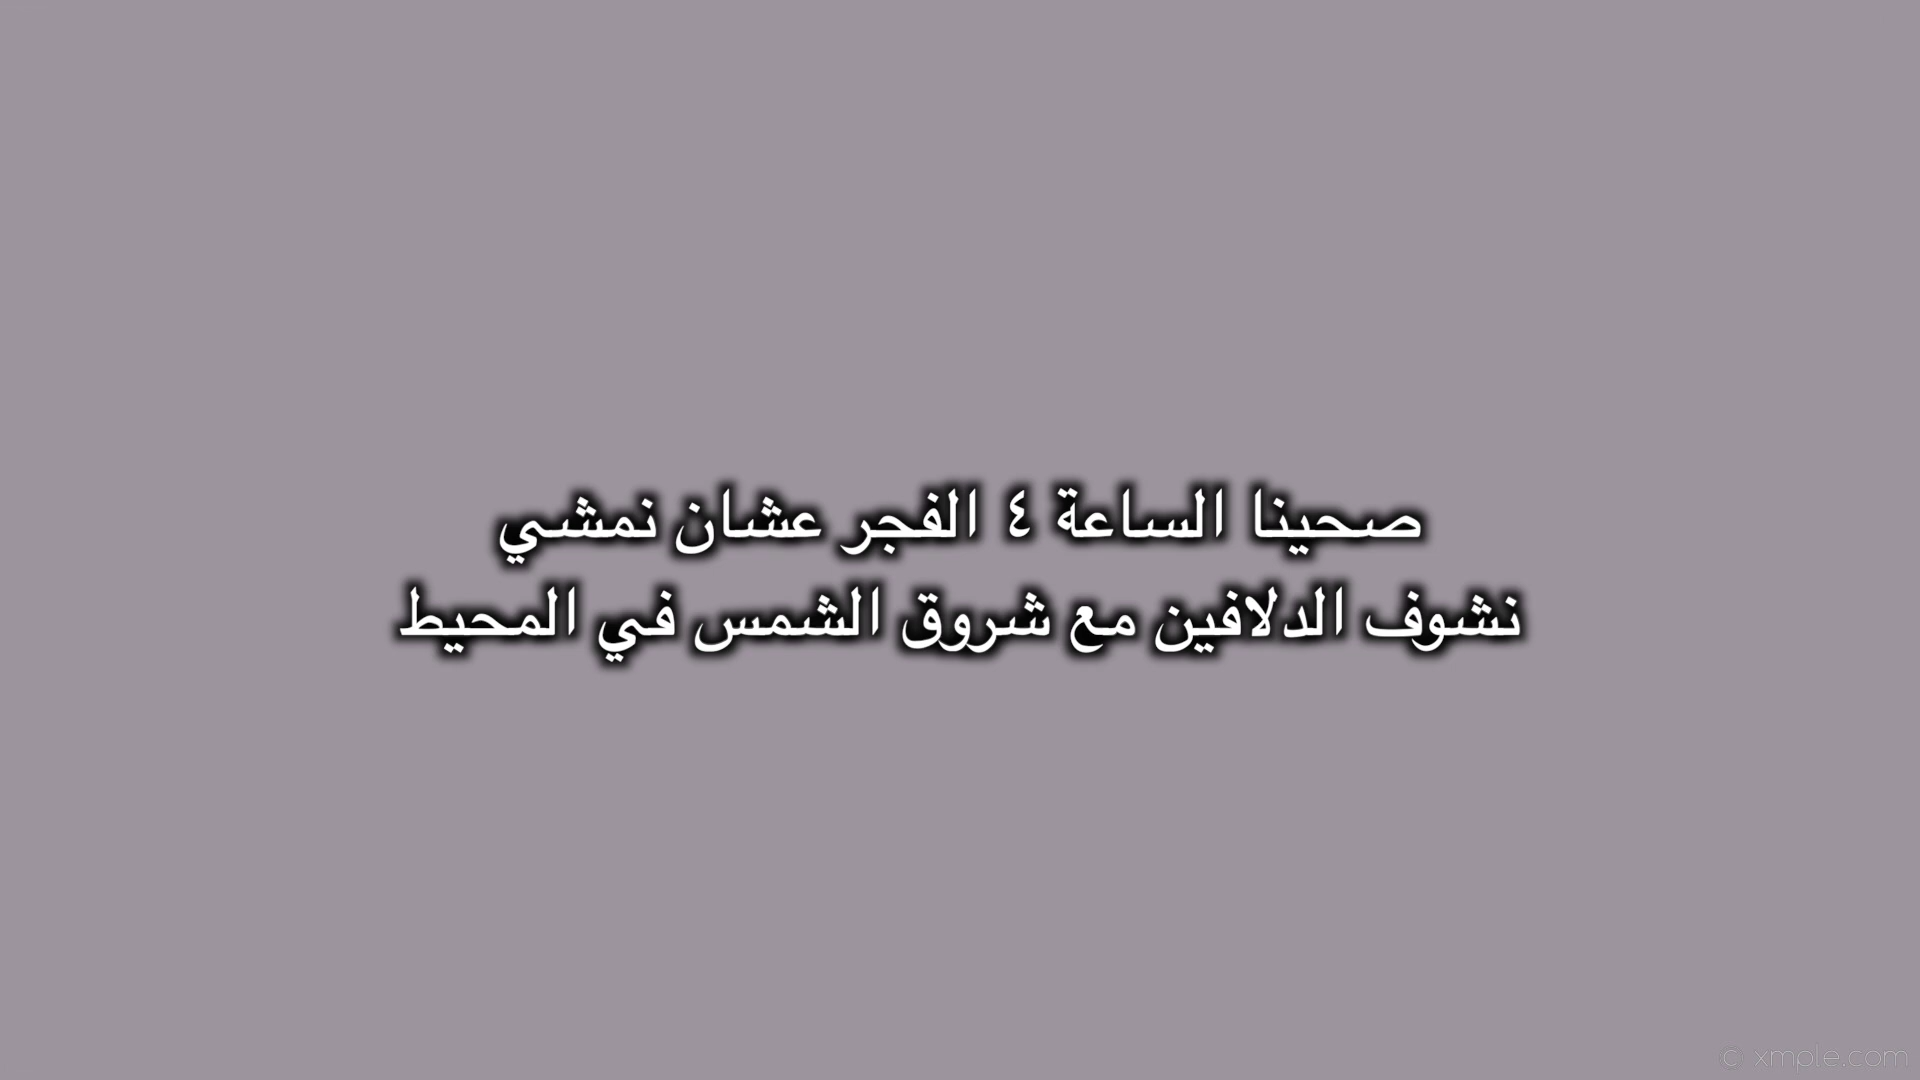 صحينا الساعة ٤ الفجر عشان نمشي
نشوف الدلافين مع شروق الشمس في المحيط
© xmple.com